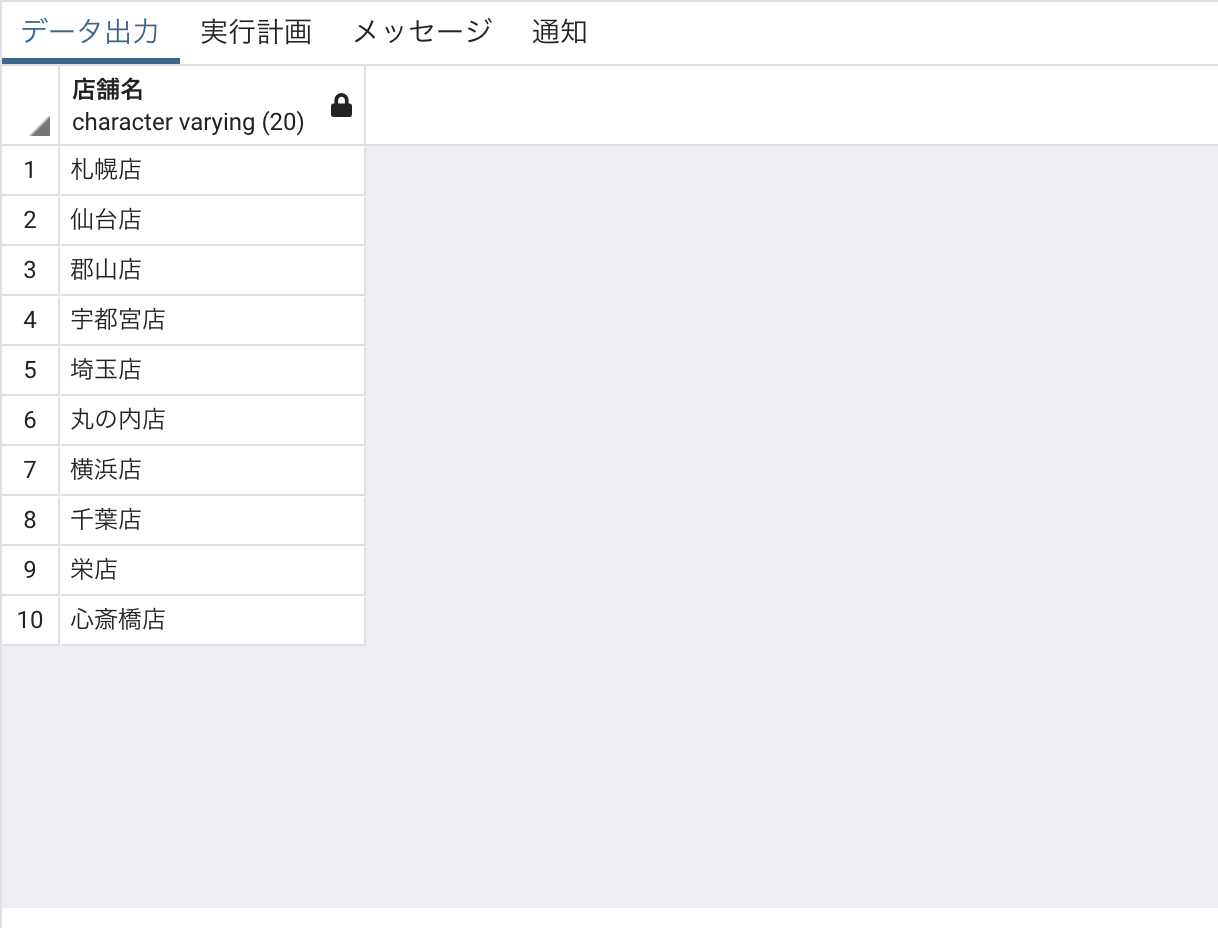 データ出力 実行計画 メッセージ 通知
店舗名
character varying (20)
1 札幌店
2 仙台店
3 郡山店
4 宇都宮店
5 埼玉店
6 丸の内店
7 横浜店
8 千葉店
9 栄店
10 心斎橋店